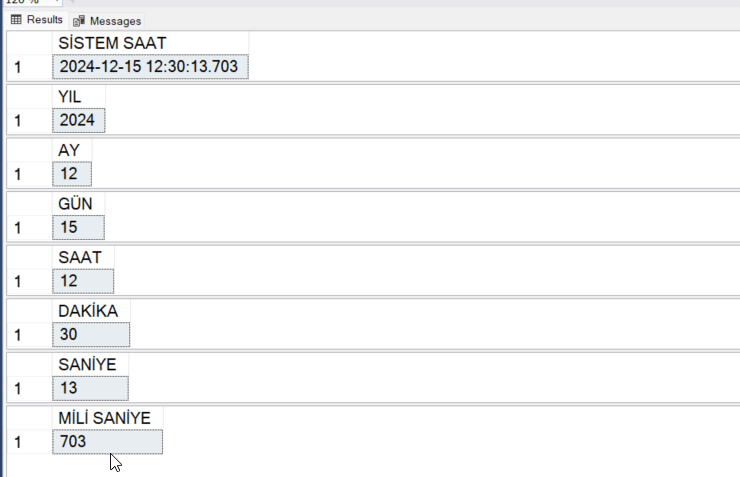 Results Messages
SİSTEM SAAT
1 2024-12-15 12:30:13.703
YIL
1 2024
AY
1 12
GÜN
1 15
SAAT
1 12
DAKİKA
1 30
SANİYE
1 13
MİLİ SANİYE
1 703